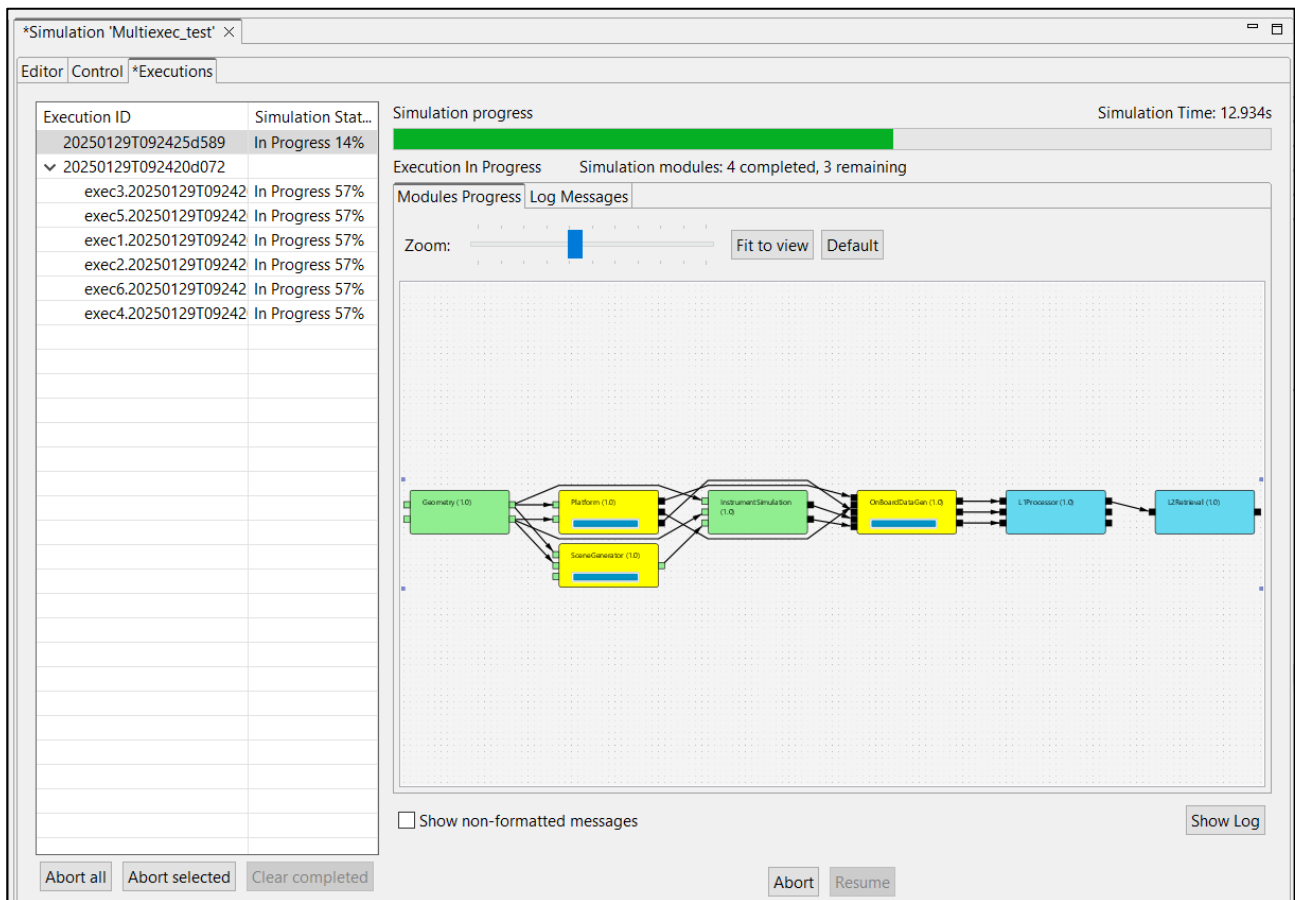 *Simulation 'Multiexec_test'
Editor Control *Executions
Execution ID Simulation Stat...
20250129T092425d589 In Progress 14%
20250129T092420d072
exec3.20250129T09242 In Progress 57%
exec5.20250129T09242 In Progress 57%
exec1.20250129T09242 In Progress 57%
exec2.20250129T09242 In Progress 57%
exec6.20250129T09242 In Progress 57%
exec4.20250129T09242 In Progress 57%
Abort all Abort selected Clear completed
Simulation progress Simulation Time: 12.934s
Execution In Progress Simulation modules: 4 completed, 3 remaining
Modules Progress Log Messages
Zoom: Fit to view Default
Geometry (1.0) Platform (1.0) InstrumentSimulation OnBoardDataGen (1.0) L1Processor (1.0) L2Retrieval (1.0)
(1.0)
SceneGenerator (1.0)
Show non-formatted messages Show Log
Abort Resume